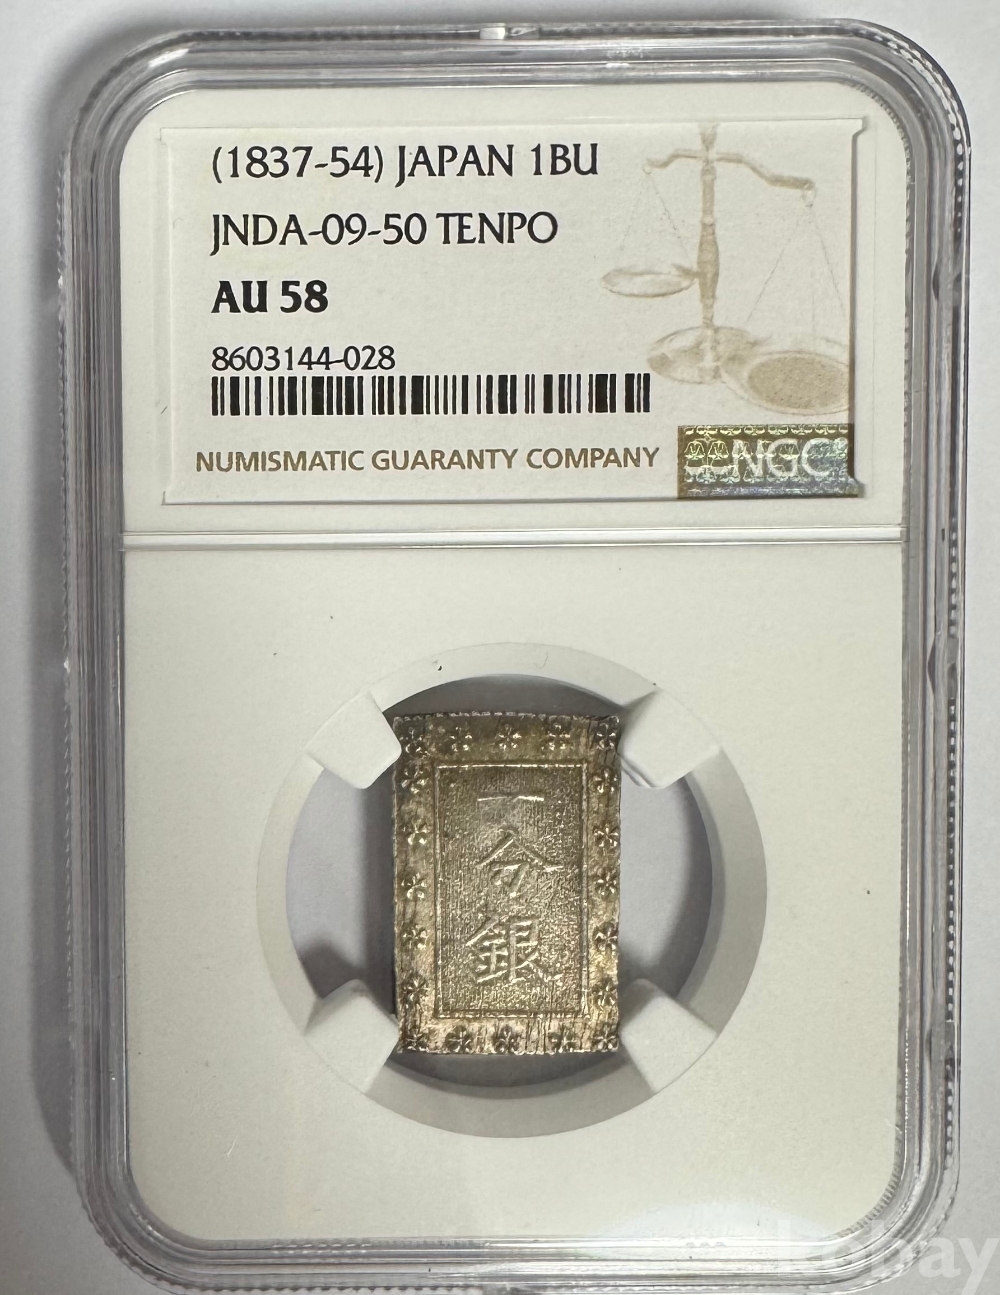 (1837-54) JAPAN 1BU
JNDA-09-50 TENPO
AU 58
8603144-028
NUMISMATIC GUARANTY COMPANY
NGC
一
分
銀